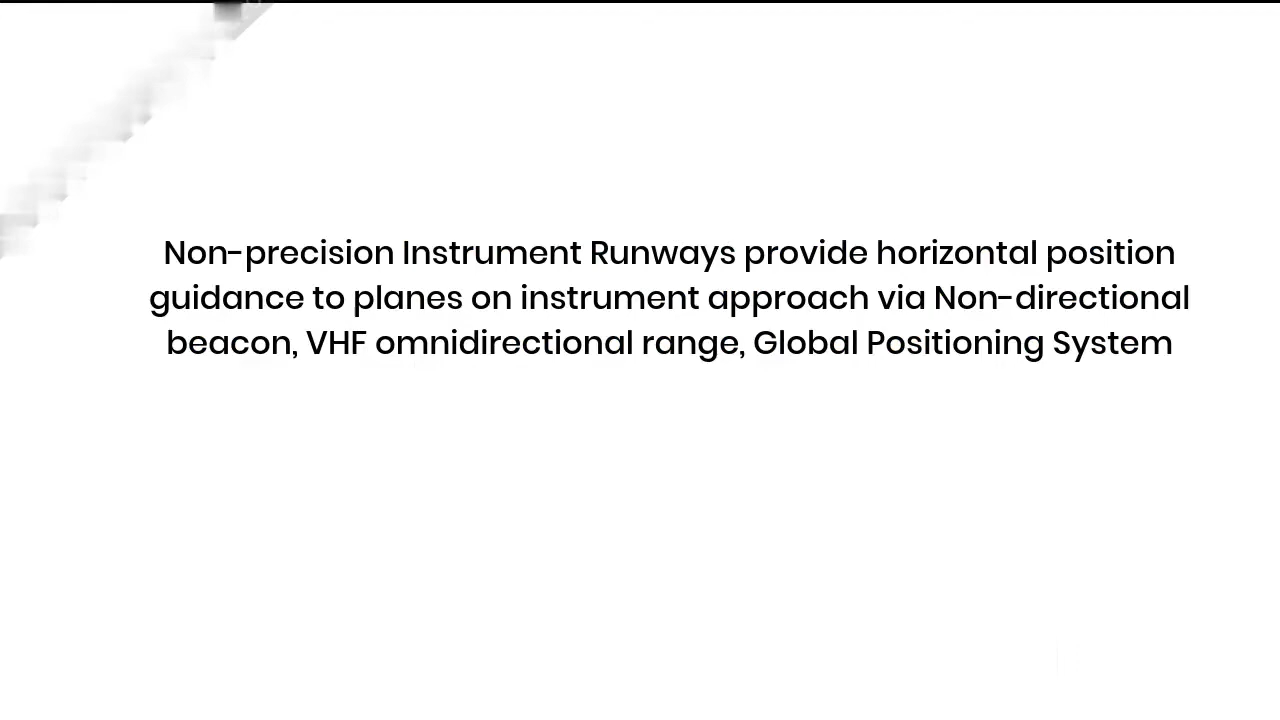 Non-precision Instrument Runways provide horizontal position
guidance to planes on instrument approach via Non-directional
beacon, VHF omnidirectional range, Global Positioning System